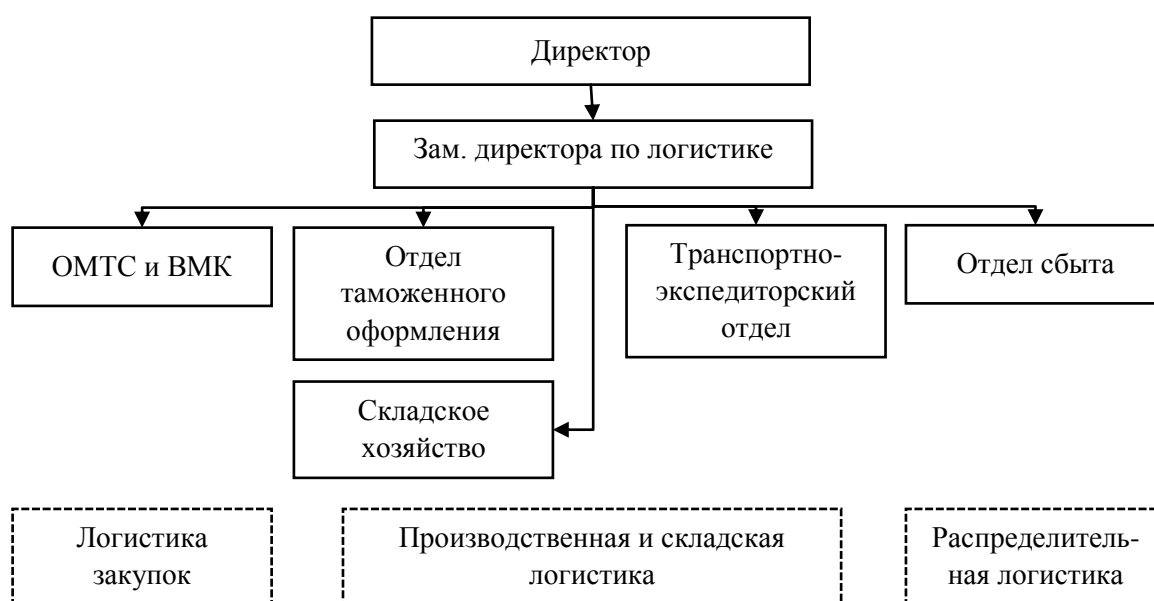 Директор
Зам. директора по логистике
ОМТС и ВМК
Отдел
таможенного
оформления
Транспортно-
экспедиторский
отдел
Отдел сбыта
Складское
хозяйство
Логистика
закупок
Производственная и складская
логистика
Распределитель-
ная логистика